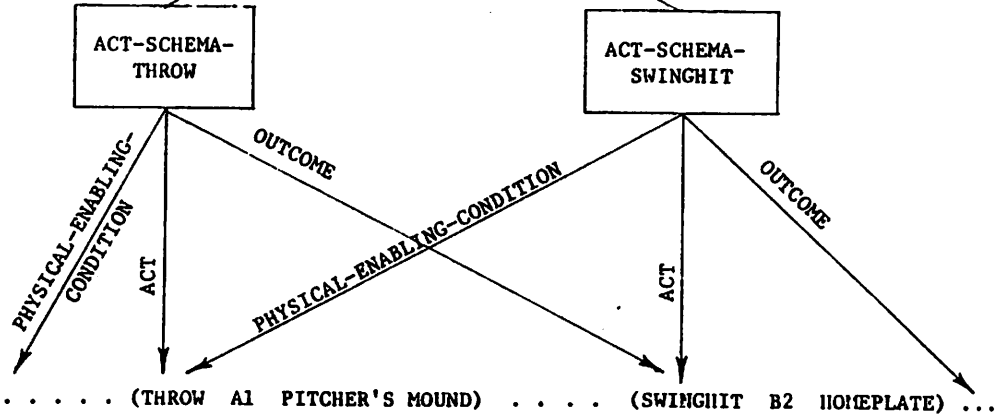 ACT-SCHEMA-
THROW
ACT-SCHEMA-
SWINGHIT
PHYSICAL-ENABLING-
CONDITION
ACT
OUTCOME
PHYSICAL-ENABLING-CONDITION
ACT
OUTCOME
. . . . . (THROW A1 PITCHER'S MOUND) . . . . (SWINGHIT B2 HOMEPLATE) ...